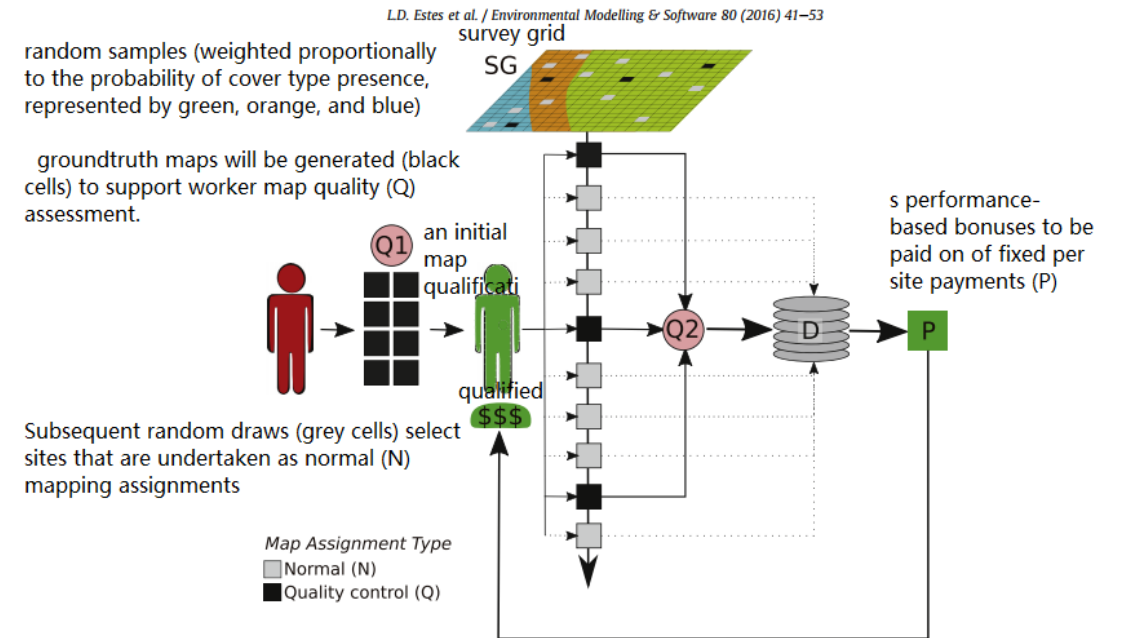 L.D. Estes et al. / Environmental Modelling & Software 80 (2016) 41–53
survey grid
SG
random samples (weighted proportionally
to the probability of cover type presence,
represented by green, orange, and blue)
groundtruth maps will be generated (black
cells) to support worker map quality (Q)
assessment.
Q1
an initial
map
qualificati
s performance-
based bonuses to be
paid on of fixed per
site payments (P)
Q2
D
P
qualified
$$$
Subsequent random draws (grey cells) select
sites that are undertaken as normal (N)
mapping assignments
Map Assignment Type
Normal (N)
Quality control (Q)